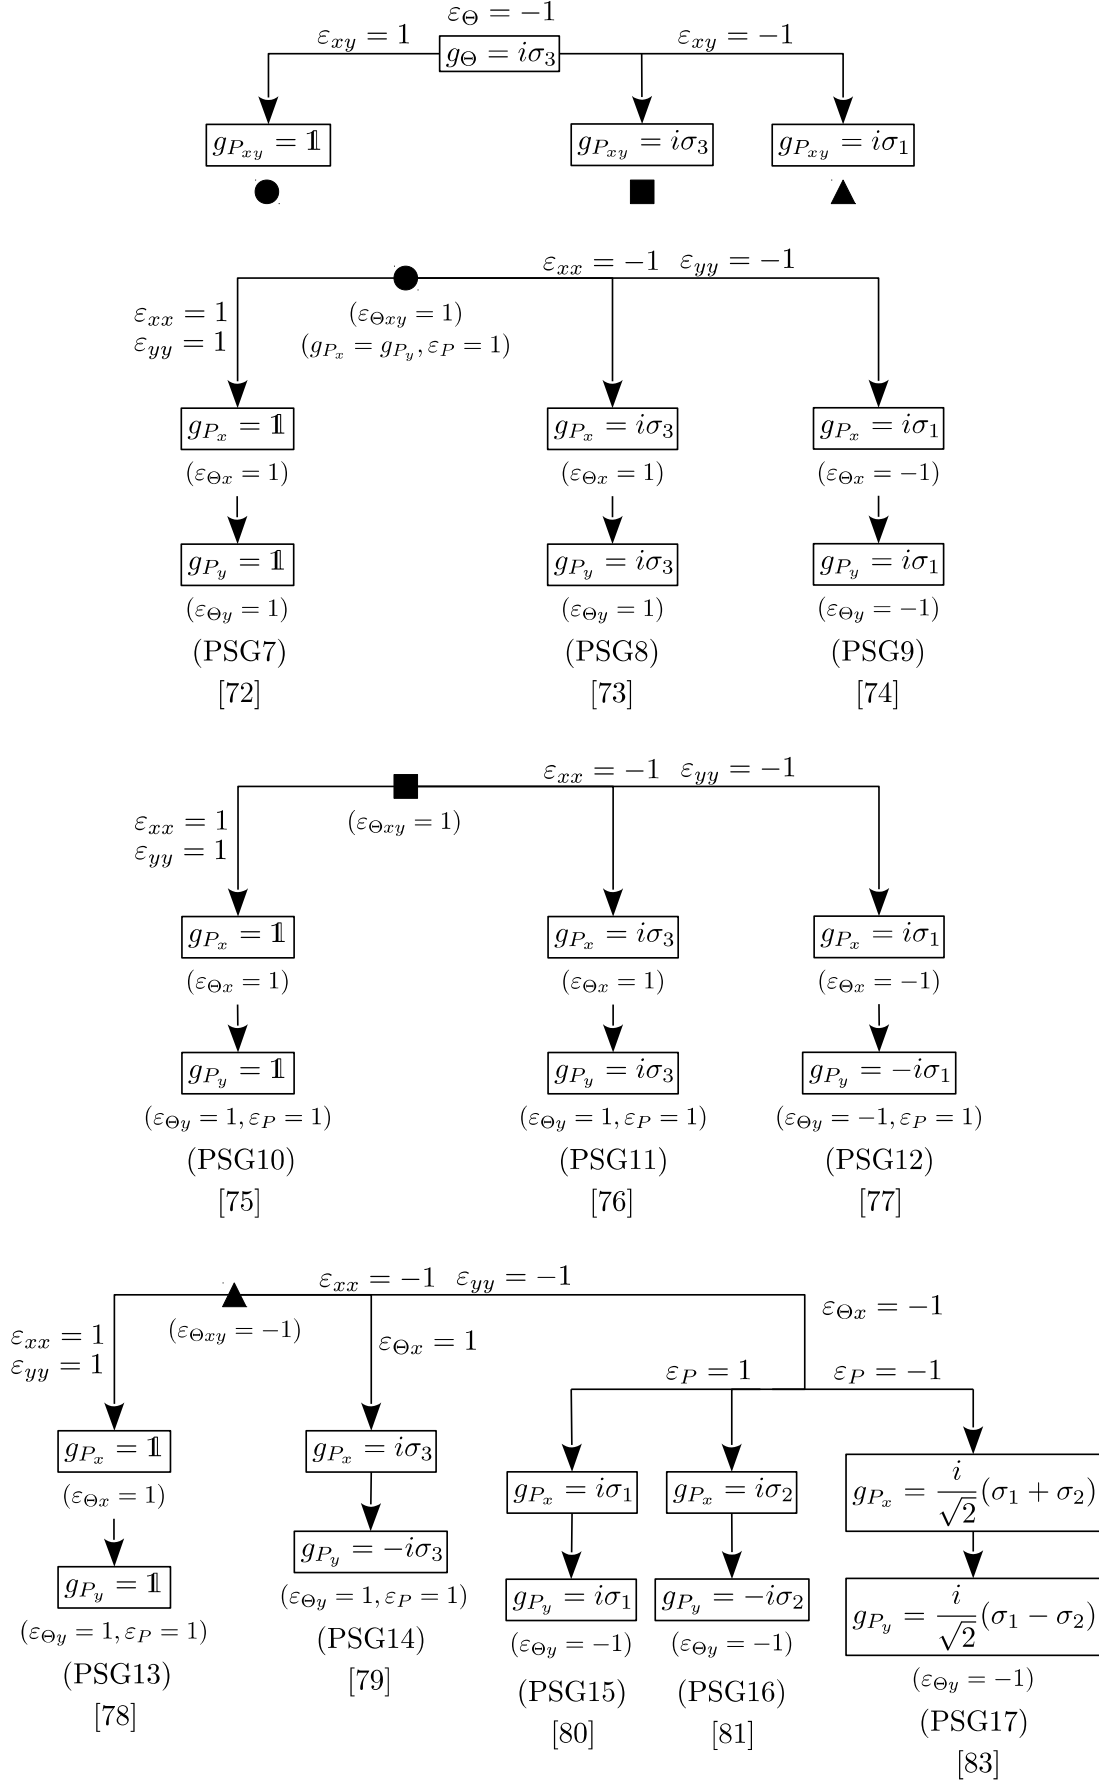 ε_Θ = −1
ε_xy = 1 ε_xy = −1
g_Θ = iσ_3
g_{P_xy} = 𝟙 g_{P_xy} = iσ_3 g_{P_xy} = iσ_1
ε_xx = −1 ε_yy = −1
ε_xx = 1 (ε_Θxy = 1)
ε_yy = 1 (g_{P_x} = g_{P_y}, ε_P = 1)
g_{P_x} = 𝟙 g_{P_x} = iσ_3 g_{P_x} = iσ_1
(ε_Θx = 1) (ε_Θx = 1) (ε_Θx = −1)
g_{P_y} = 𝟙 g_{P_y} = iσ_3 g_{P_y} = iσ_1
(ε_Θy = 1) (ε_Θy = 1) (ε_Θy = −1)
(PSG7) (PSG8) (PSG9)
[72] [73] [74]
ε_xx = −1 ε_yy = −1
ε_xx = 1 (ε_Θxy = 1)
ε_yy = 1
g_{P_x} = 𝟙 g_{P_x} = iσ_3 g_{P_x} = iσ_1
(ε_Θx = 1) (ε_Θx = 1) (ε_Θx = −1)
g_{P_y} = 𝟙 g_{P_y} = iσ_3 g_{P_y} = −iσ_1
(ε_Θy = 1, ε_P = 1) (ε_Θy = 1, ε_P = 1) (ε_Θy = −1, ε_P = 1)
(PSG10) (PSG11) (PSG12)
[75] [76] [77]
ε_xx = −1 ε_yy = −1
ε_Θx = −1
ε_xx = 1 (ε_Θxy = −1) ε_Θx = 1
ε_yy = 1 ε_P = 1 ε_P = −1
g_{P_x} = 𝟙 g_{P_x} = iσ_3
(ε_Θx = 1) g_{P_x} = iσ_1 g_{P_x} = iσ_2 g_{P_x} = i/√2 (σ_1 + σ_2)
g_{P_y} = −iσ_3
g_{P_y} = 𝟙 (ε_Θy = 1, ε_P = 1) g_{P_y} = iσ_1 g_{P_y} = −iσ_2 g_{P_y} = i/√2 (σ_1 − σ_2)
(ε_Θy = 1, ε_P = 1) (PSG14) (ε_Θy = −1) (ε_Θy = −1) (ε_Θy = −1)
(PSG13) [79] (PSG15) (PSG16) (PSG17)
[78] [80] [81] [83]